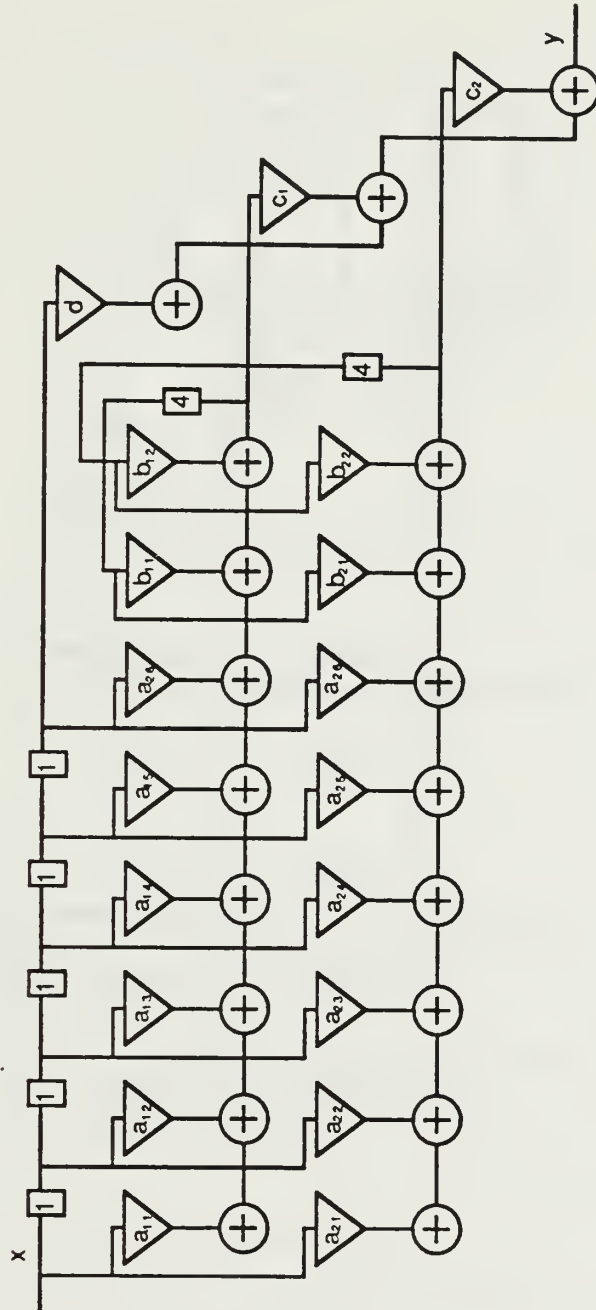 x
1 1 1 1 1
d
a₁₁ a₁₂ a₁₃ a₁₄ a₁₅ a₂₆ b₁₁ b₁₂
4
c₁
a₂₁ a₂₂ a₂₃ a₂₄ a₂₅ a₂₆ b₂₁ b₂₂
4
c₂
y